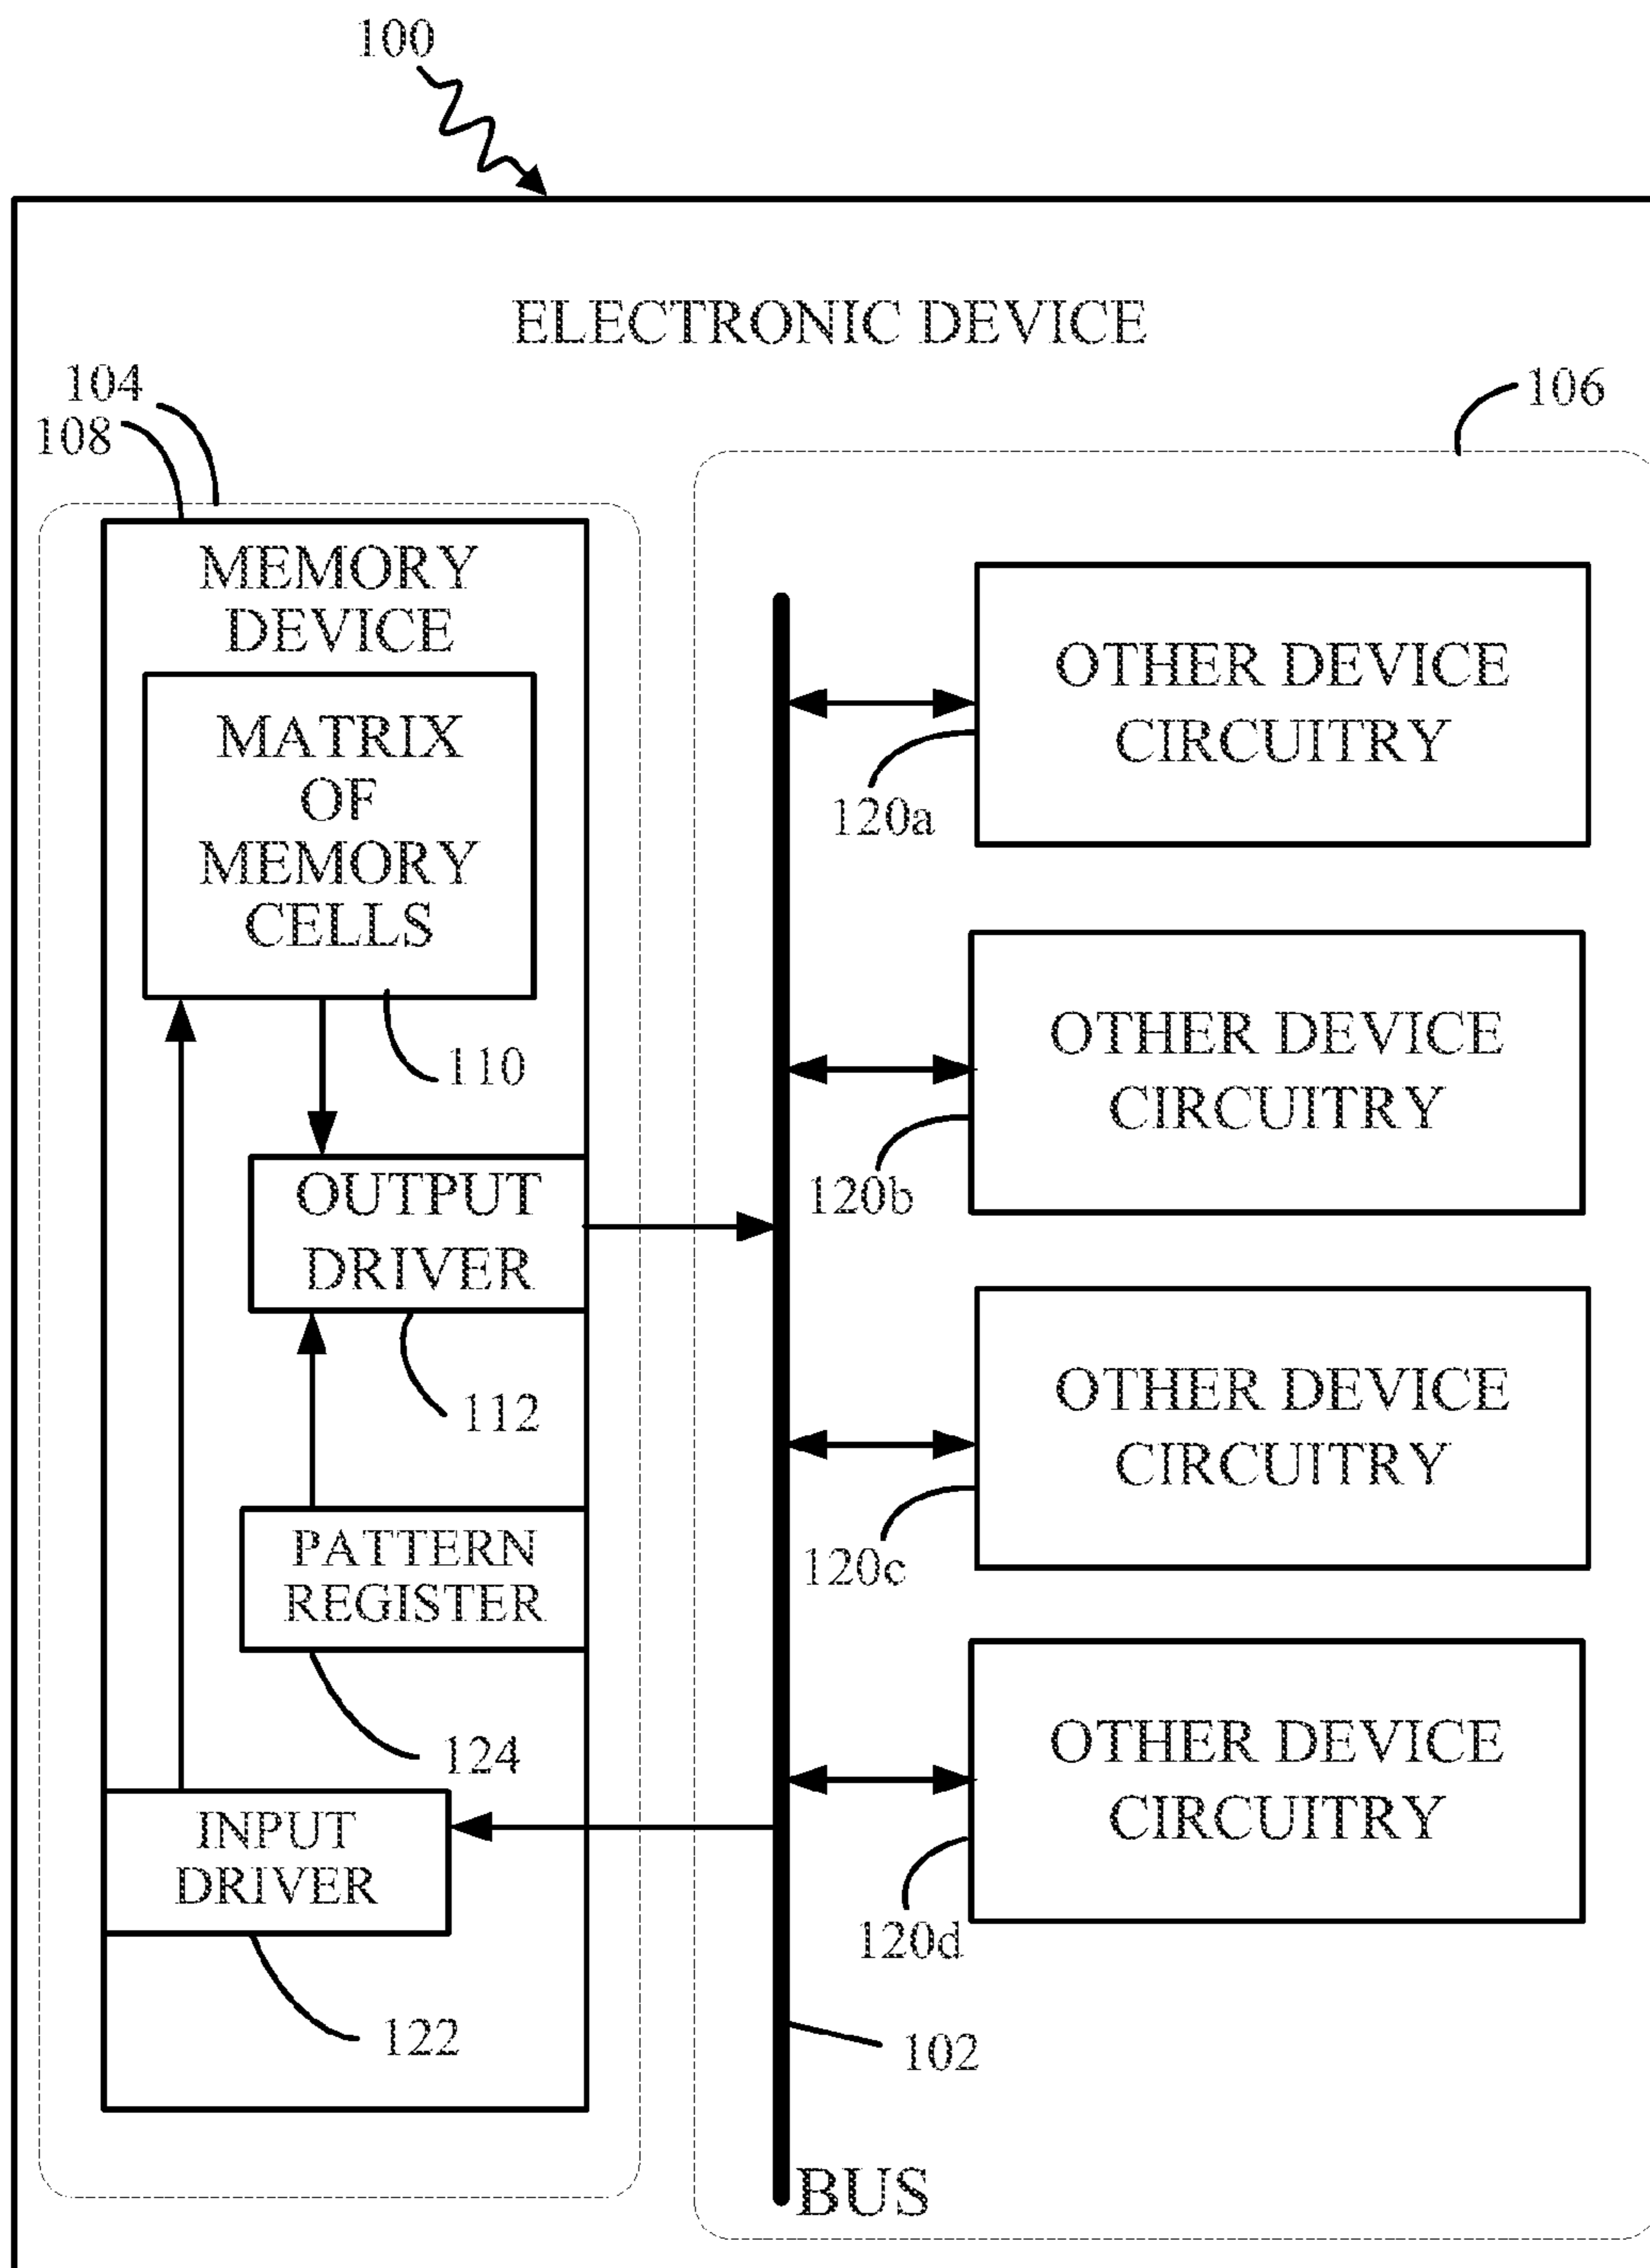 100
ELECTRONIC DEVICE
104
108
106
MEMORY
DEVICE
MATRIX
OF
MEMORY
CELLS
110
OUTPUT
DRIVER
112
PATTERN
REGISTER
124
INPUT
DRIVER
122
OTHER DEVICE
CIRCUITRY
120a
OTHER DEVICE
CIRCUITRY
120b
OTHER DEVICE
CIRCUITRY
120c
OTHER DEVICE
CIRCUITRY
120d
102
BUS